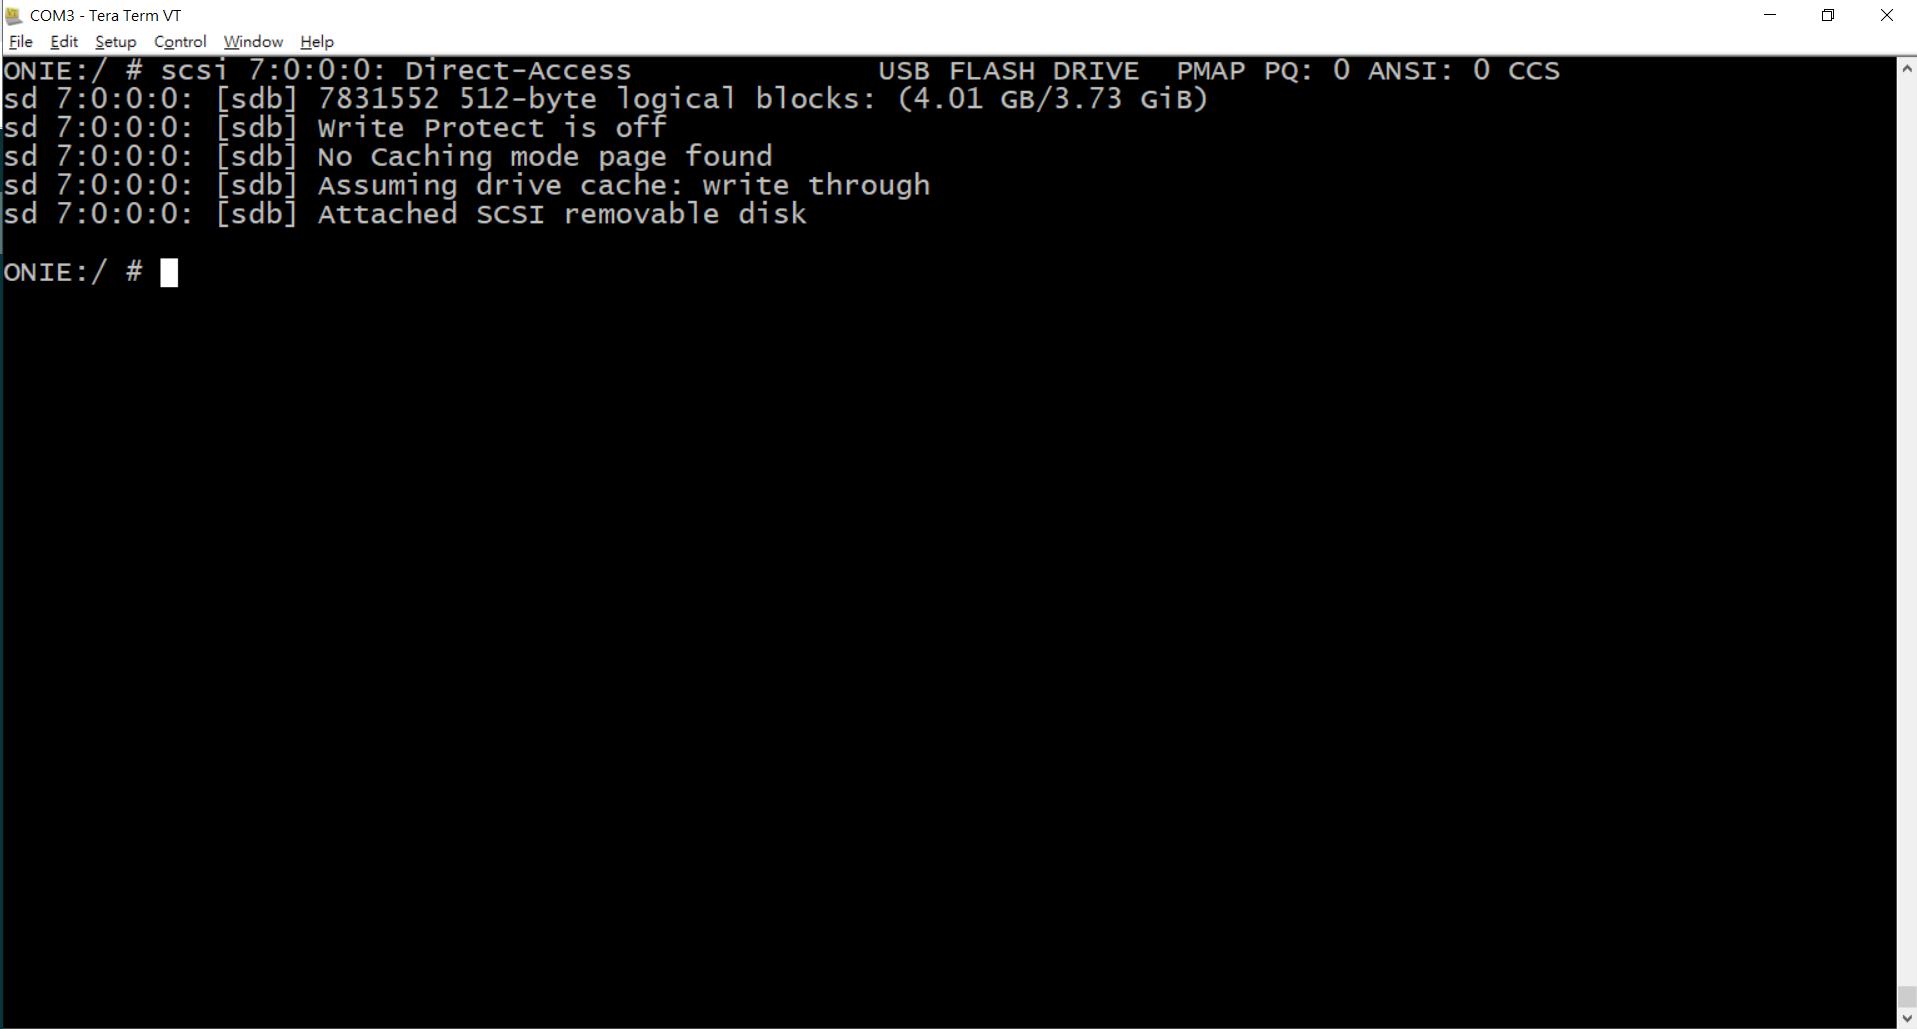 COM3 - Tera Term VT
File Edit Setup Control Window Help
ONIE:/ # scsi 7:0:0:0: Direct-Access              USB FLASH DRIVE  PMAP PQ: 0 ANSI: 0 CCS
sd 7:0:0:0: [sdb] 7831552 512-byte logical blocks: (4.01 GB/3.73 GiB)
sd 7:0:0:0: [sdb] Write Protect is off
sd 7:0:0:0: [sdb] No Caching mode page found
sd 7:0:0:0: [sdb] Assuming drive cache: write through
sd 7:0:0:0: [sdb] Attached SCSI removable disk
ONIE:/ #